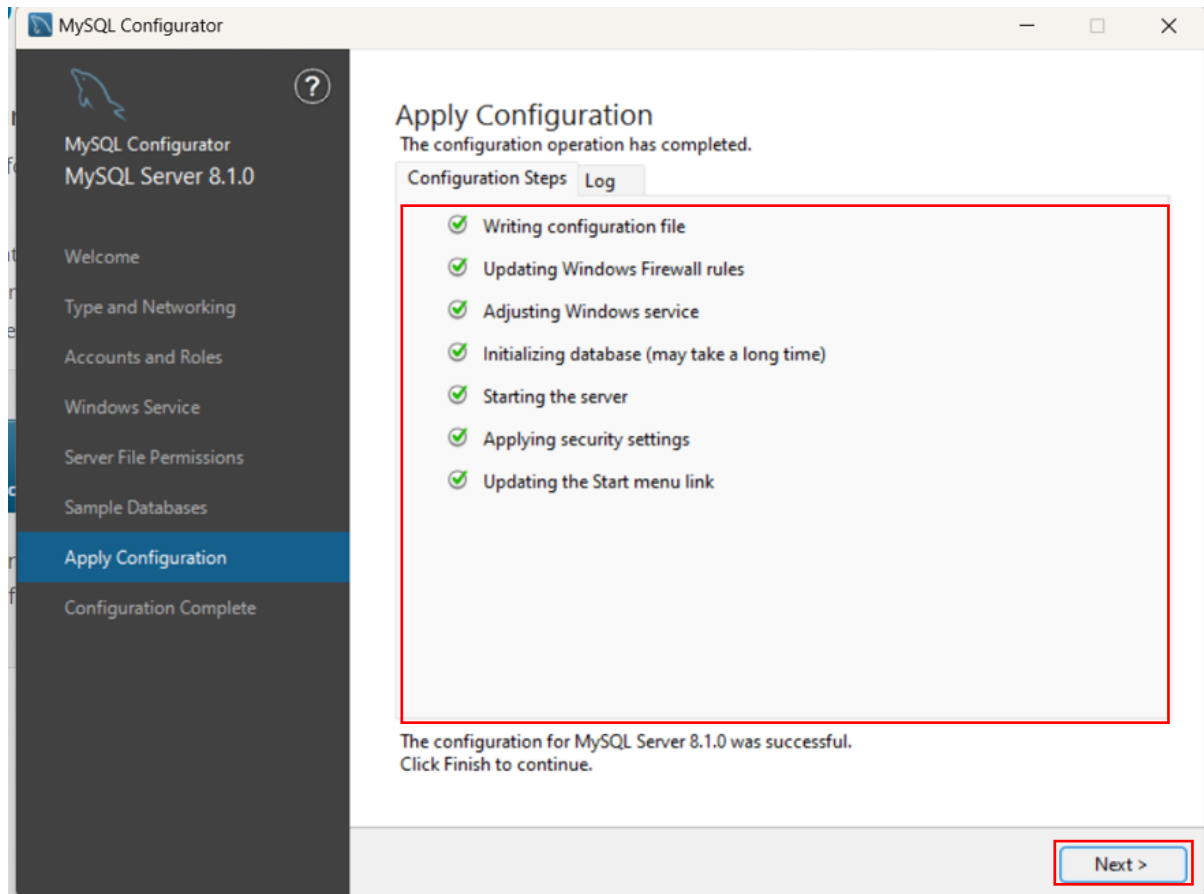 MySQL Configurator
?
MySQL Configurator
MySQL Server 8.1.0
Welcome
Type and Networking
Accounts and Roles
Windows Service
Server File Permissions
Sample Databases
Apply Configuration
Configuration Complete
Apply Configuration
The configuration operation has completed.
Configuration Steps Log
Writing configuration file
Updating Windows Firewall rules
Adjusting Windows service
Initializing database (may take a long time)
Starting the server
Applying security settings
Updating the Start menu link
The configuration for MySQL Server 8.1.0 was successful.
Click Finish to continue.
Next >